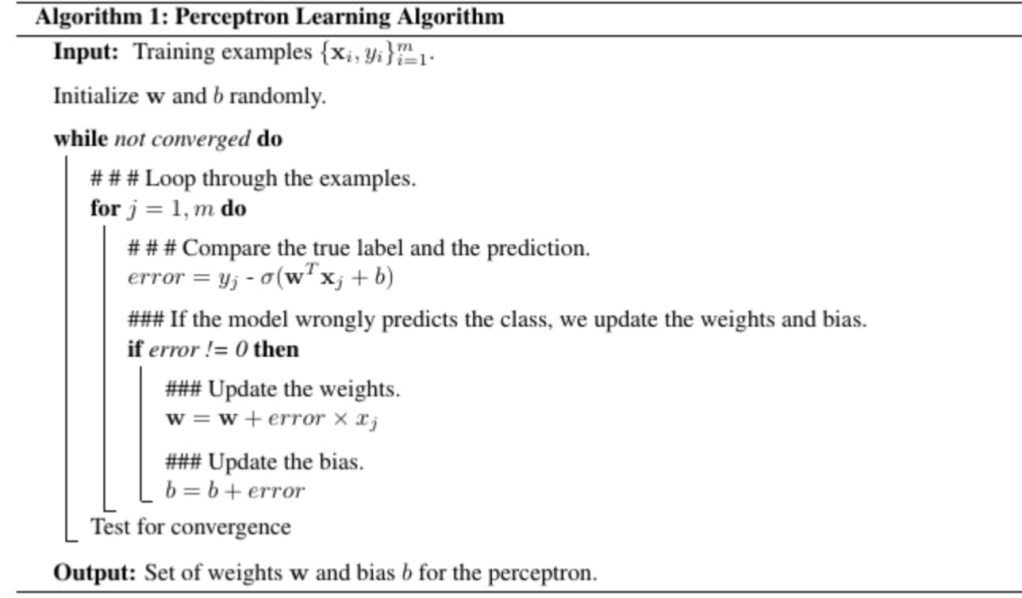 Algorithm 1: Perceptron Learning Algorithm
Input: Training examples {𝐱ᵢ, yᵢ}ᵐᵢ₌₁.
Initialize 𝐰 and b randomly.
while not converged do
# # # Loop through the examples.
for j = 1, m do
# # # Compare the true label and the prediction.
error = yⱼ - σ(𝐰ᵀ𝐱ⱼ + b)
### If the model wrongly predicts the class, we update the weights and bias.
if error != 0 then
### Update the weights.
𝐰 = 𝐰 + error × xⱼ
### Update the bias.
b = b + error
Test for convergence
Output: Set of weights 𝐰 and bias b for the perceptron.